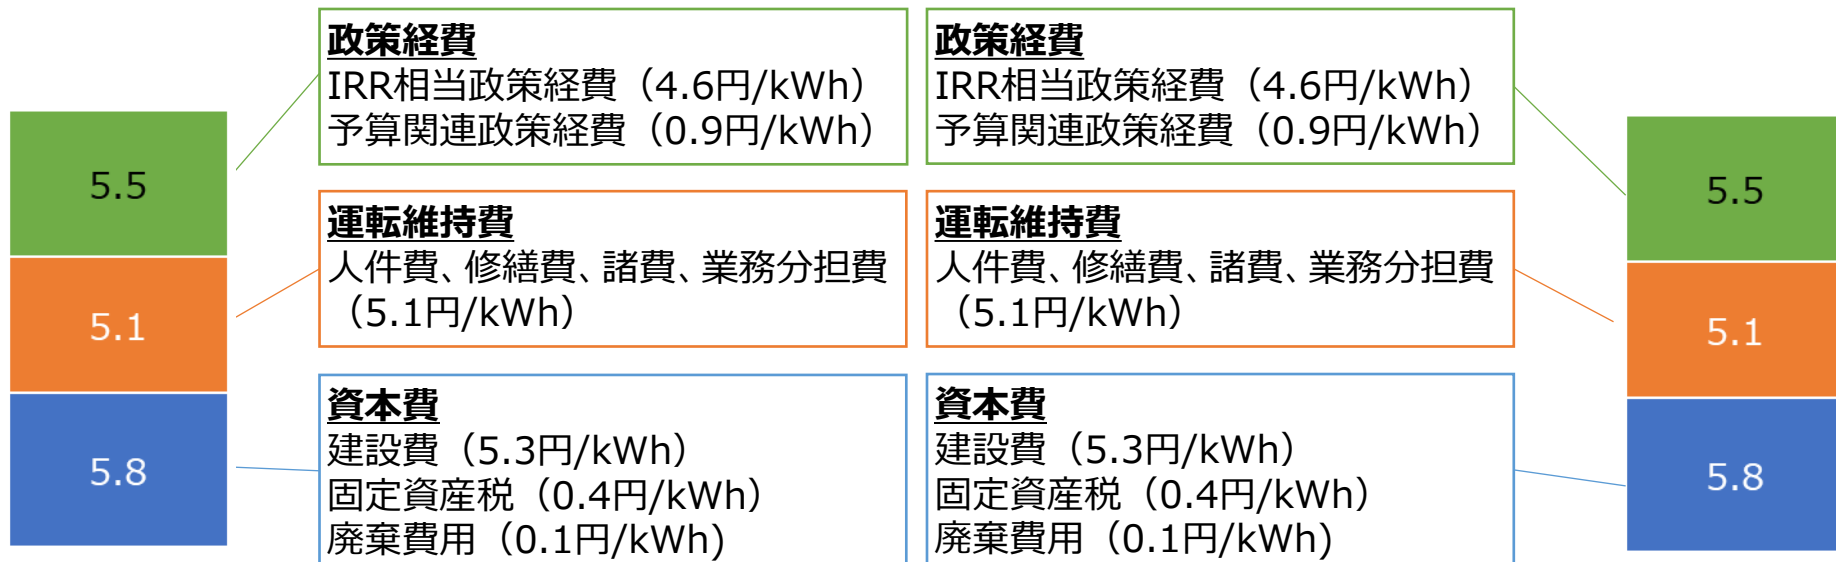 5.5
5.1
5.8
政策経費
IRR相当政策経費（4.6円/kWh）
予算関連政策経費（0.9円/kWh）
運転維持費
人件費、修繕費、諸費、業務分担費
（5.1円/kWh）
資本費
建設費（5.3円/kWh）
固定資産税（0.4円/kWh）
廃棄費用（0.1円/kWh)
政策経費
IRR相当政策経費（4.6円/kWh）
予算関連政策経費（0.9円/kWh）
運転維持費
人件費、修繕費、諸費、業務分担費
（5.1円/kWh）
資本費
建設費（5.3円/kWh）
固定資産税（0.4円/kWh）
廃棄費用（0.1円/kWh)
5.5
5.1
5.8